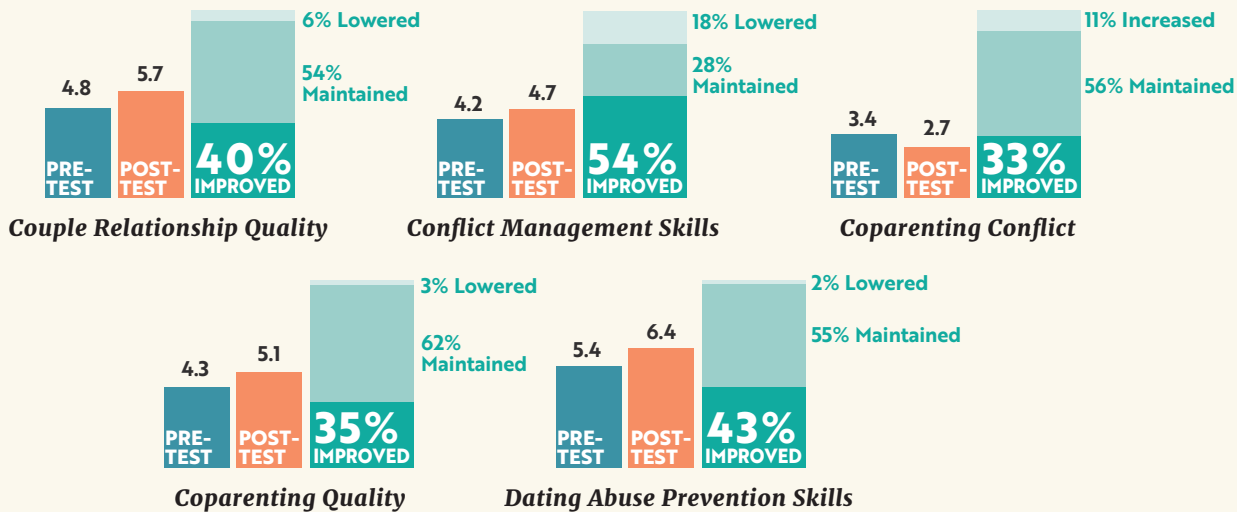 4.8
5.7
PRE-
TEST
POST-
TEST
40%
IMPROVED
6% Lowered
54%
Maintained
Couple Relationship Quality
4.2
4.7
PRE-
TEST
POST-
TEST
54%
IMPROVED
18% Lowered
28%
Maintained
Conflict Management Skills
3.4
2.7
PRE-
TEST
POST-
TEST
33%
IMPROVED
11% Increased
56% Maintained
Coparenting Conflict
4.3
5.1
PRE-
TEST
POST-
TEST
35%
IMPROVED
3% Lowered
62%
Maintained
Coparenting Quality
5.4
6.4
PRE-
TEST
POST-
TEST
43%
IMPROVED
2% Lowered
55% Maintained
Dating Abuse Prevention Skills